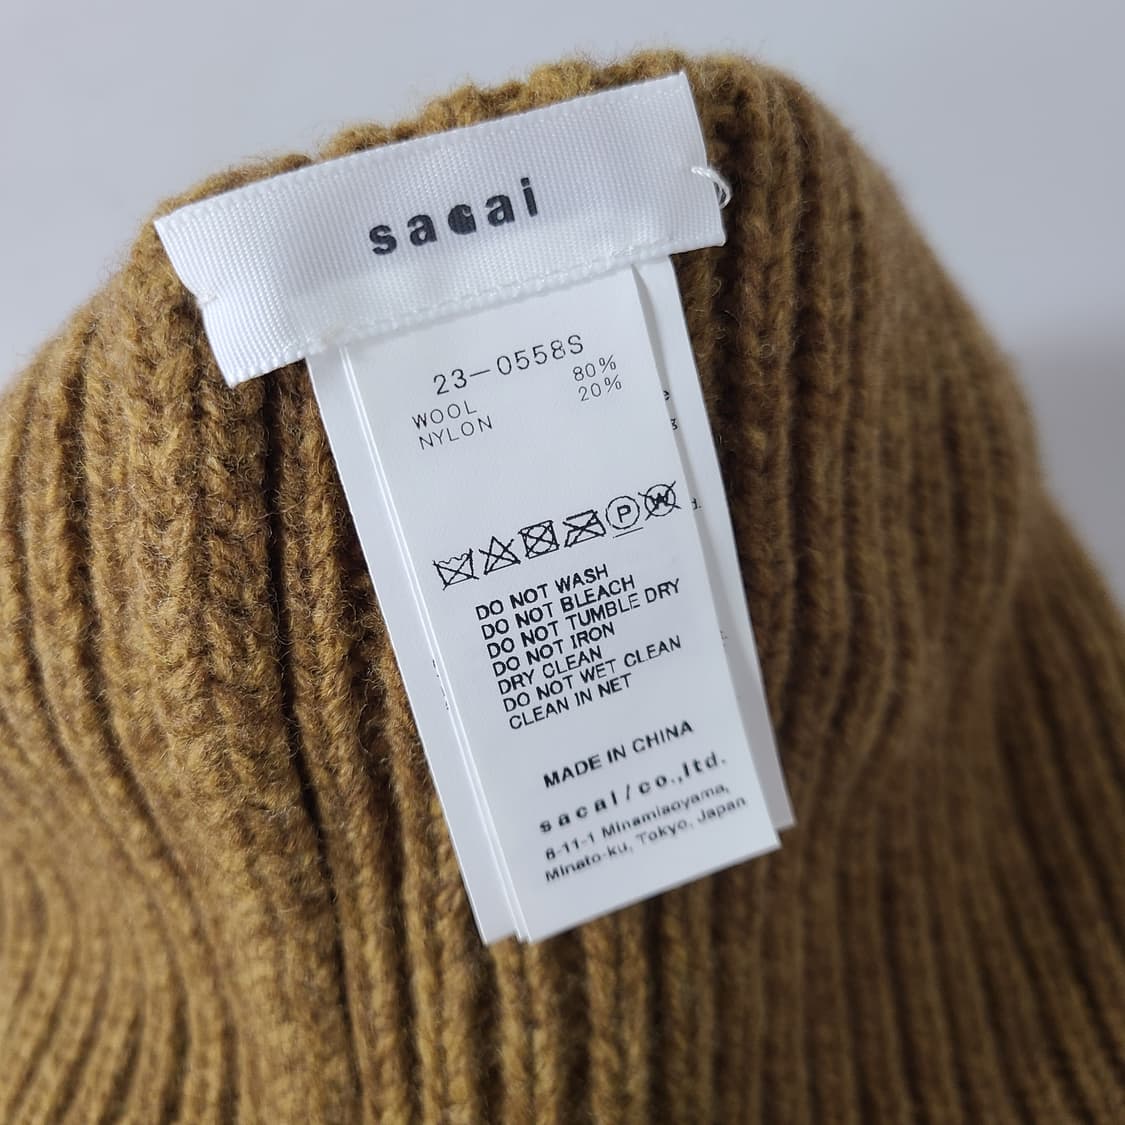 sacai
23-0558S
WOOL 80%
NYLON 20%
P W
DO NOT WASH
DO NOT BLEACH
DO NOT TUMBLE DRY
DO NOT IRON
DRY CLEAN
DO NOT WET CLEAN
CLEAN IN NET
MADE IN CHINA
sacai/co.,ltd.
6-11-1 Minamiaoyama,
Minato-ku, Tokyo, Japan